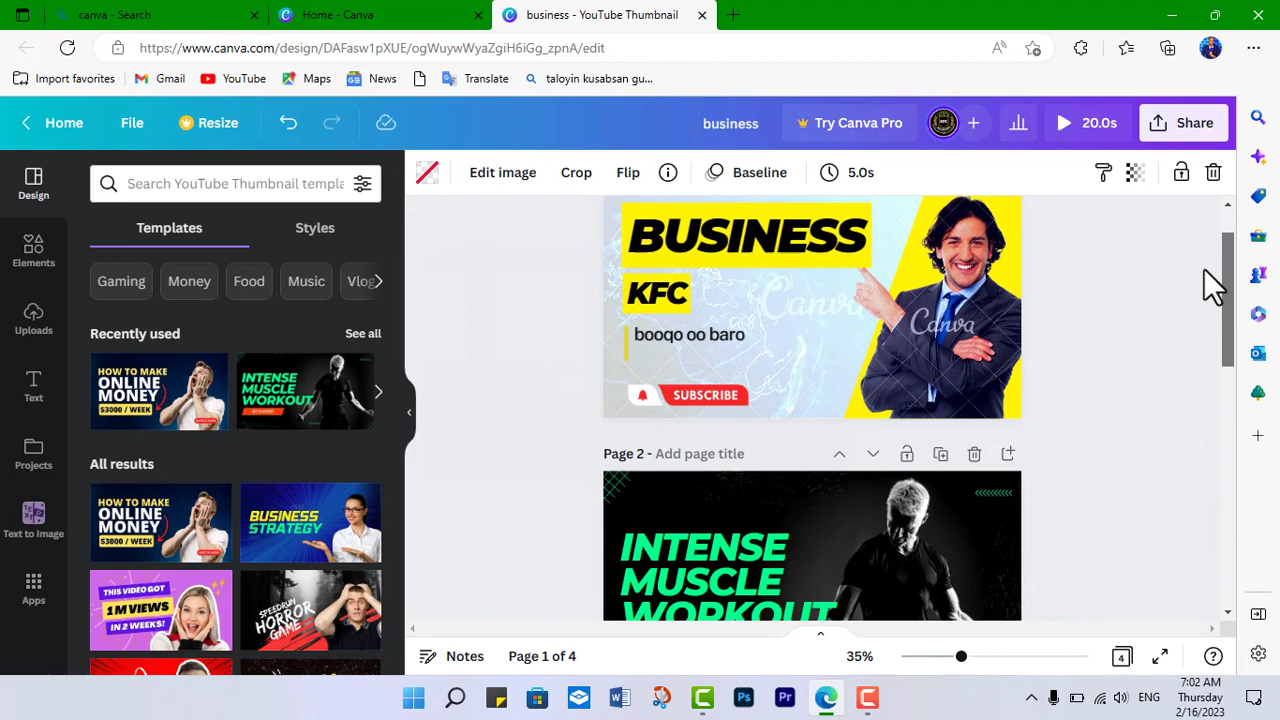 canva - Search
Home - Canva
business - YouTube Thumbnail
https://www.canva.com/design/DAFasw1pXUE/ogWuywWyaZgiH6iGg_zpnA/edit
Import favorites
Gmail
YouTube
Maps
News
Translate
taloyin kusabsan gu...
Home
File
Resize
business
Try Canva Pro
20.0s
Share
Design
Elements
Uploads
Text
Projects
Text to Image
Apps
Search YouTube Thumbnail templa
Templates
Styles
Gaming
Money
Food
Music
Vlog
Recently used
See all
HOW TO MAKE
ONLINE
MONEY
$3000 / WEEK
INTENSE
MUSCLE
WORKOUT
All results
HOW TO MAKE
ONLINE
MONEY
$3000 / WEEK
BUSINESS
STRATEGY
THIS VIDEO GOT
1M VIEWS
IN 2 WEEKS!
SPEEDRUN
HORROR
GAME
Edit image
Crop
Flip
Baseline
5.0s
BUSINESS
KFC
booqo oo baro
SUBSCRIBE
Canva
Canva
Page 2 - Add page title
INTENSE
MUSCLE
WORKOUT
Notes
Page 1 of 4
35%
4
ENG
7:02 AM
Thursday
2/16/2023